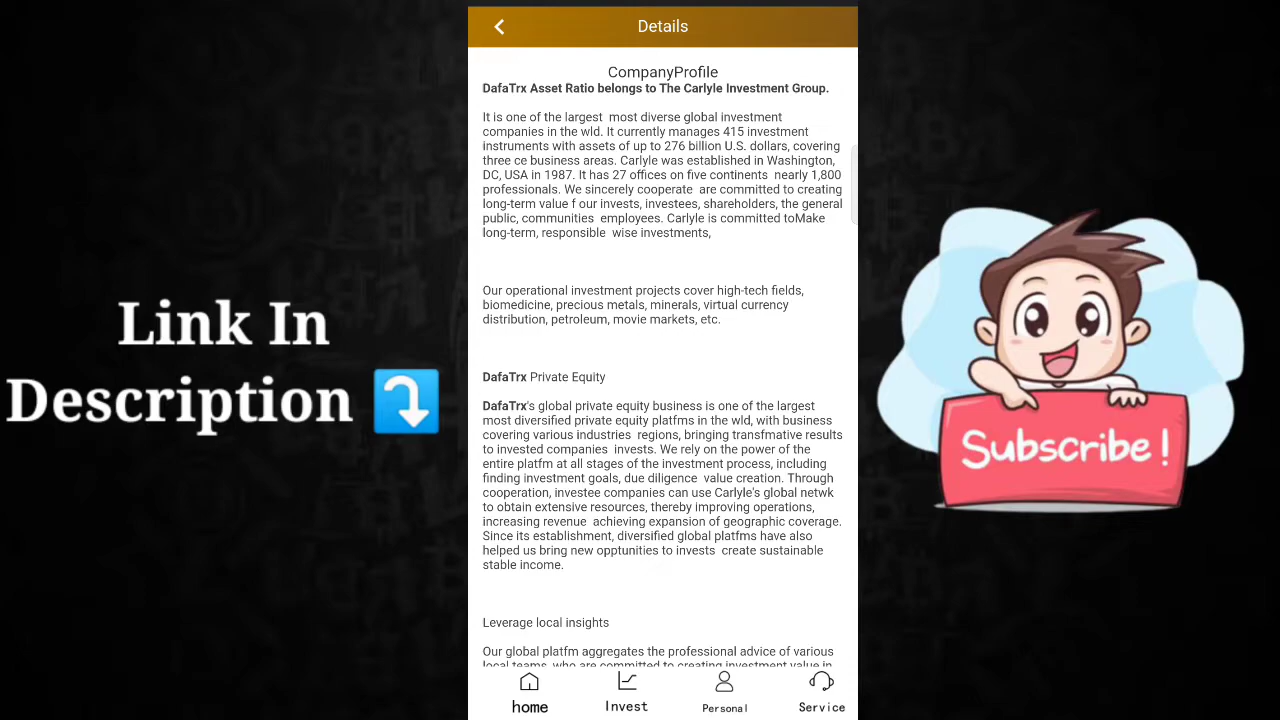 Details
CompanyProfile
DafaTrx Asset Ratio belongs to The Carlyle Investment Group.
It is one of the largest most diverse global investment
companies in the wld. It currently manages 415 investment
instruments with assets of up to 276 billion U.S. dollars, covering
three ce business areas. Carlyle was established in Washington,
DC, USA in 1987. It has 27 offices on five continents nearly 1,800
professionals. We sincerely cooperate are committed to creating
long-term value f our invests, investees, shareholders, the general
public, communities employees. Carlyle is committed toMake
long-term, responsible wise investments,
Our operational investment projects cover high-tech fields,
biomedicine, precious metals, minerals, virtual currency
distribution, petroleum, movie markets, etc.
DafaTrx Private Equity
DafaTrx's global private equity business is one of the largest
most diversified private equity platfms in the wld, with business
covering various industries regions, bringing transfmative results
to invested companies invests. We rely on the power of the
entire platfm at all stages of the investment process, including
finding investment goals, due diligence value creation. Through
cooperation, investee companies can use Carlyle's global netwk
to obtain extensive resources, thereby improving operations,
increasing revenue achieving expansion of geographic coverage.
Since its establishment, diversified global platfms have also
helped us bring new opptunities to invests create sustainable
stable income.
Leverage local insights
Our global platfm aggregates the professional advice of various
local teams, who are committed to creating investment value in
home
Invest
Personal
Service
Link In
Description
Subscribe!